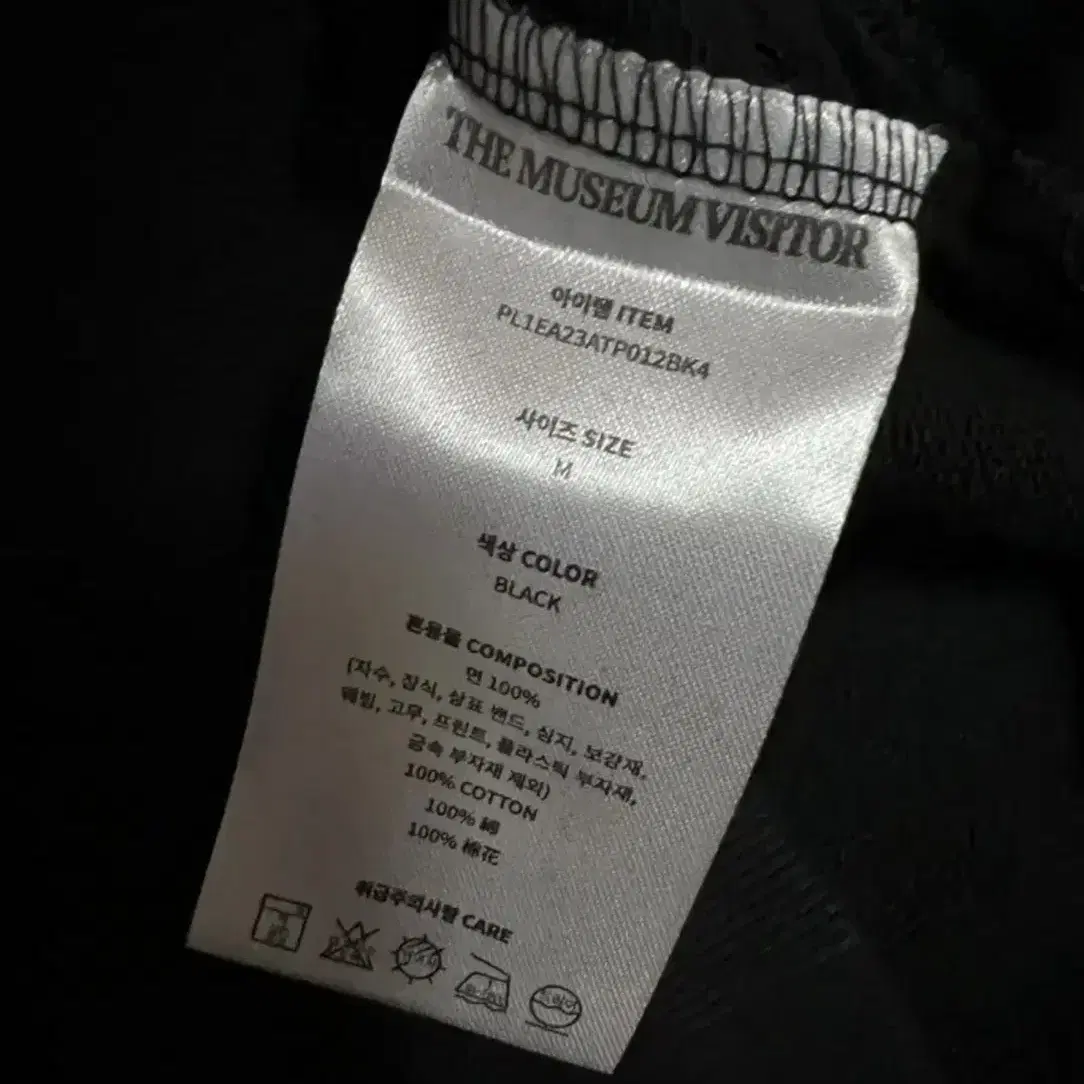 THE MUSEUM VISITOR
아이템 ITEM
PL1EA23ATP012BK4
사이즈 SIZE
M
색상 COLOR
BLACK
혼용률 COMPOSITION
면 100%
(자수, 장식, 상표 밴드, 심지, 보강재,
웨빙, 고무, 프린트, 플라스틱 부자재,
금속 부자재 제외)
100% COTTON
100% 綿
100% 棉花
취급주의사항 CARE